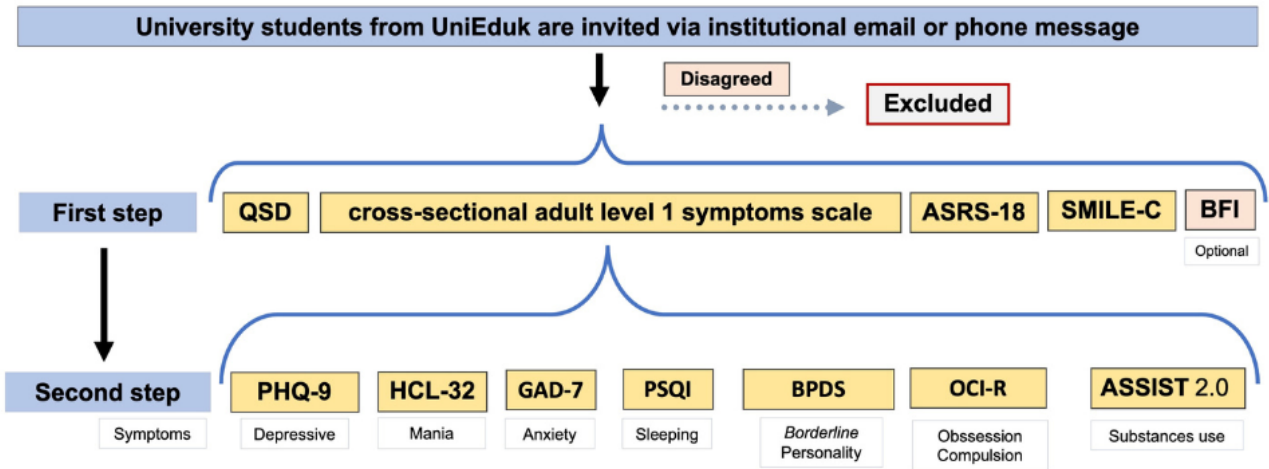 University students from UniEduk are invited via institutional email or phone message
Disagreed
Excluded
First step
QSD
cross-sectional adult level 1 symptoms scale
ASRS-18
SMILE-C
BFI
Optional
Second step
PHQ-9
HCL-32
GAD-7
PSQI
BPDS
OCI-R
ASSIST 2.0
Symptoms
Depressive
Mania
Anxiety
Sleeping
Borderline
Personality
Obssession
Compulsion
Substances use